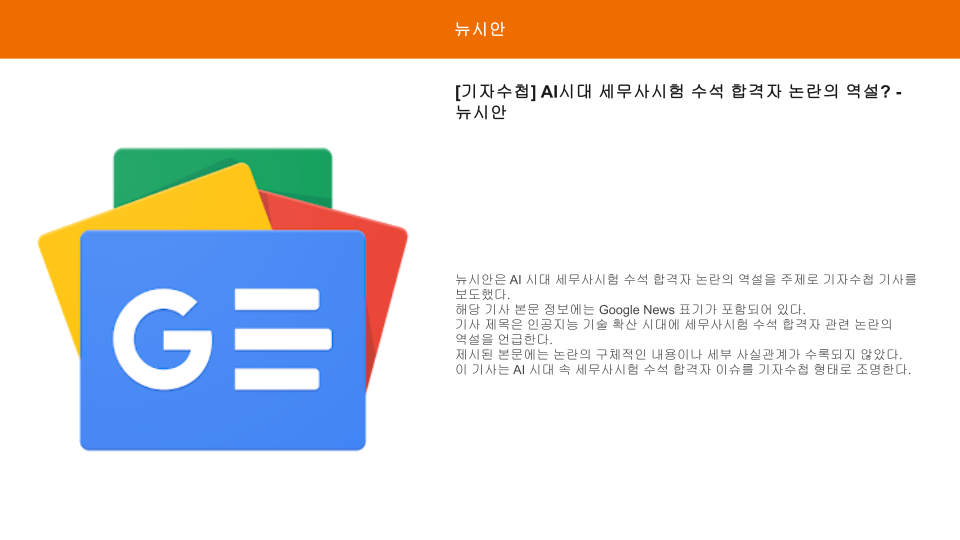 뉴시안
[기자수첩] AI시대 세무사시험 수석 합격자 논란의 역설? -
뉴시안
G
뉴시안은 AI 시대 세무사시험 수석 합격자 논란의 역설을 주제로 기자수첩 기사를
보도했다.
해당 기사 본문 정보에는 Google News 표기가 포함되어 있다.
기사 제목은 인공지능 기술 확산 시대에 세무사시험 수석 합격자 관련 논란의
역설을 언급한다.
제시된 본문에는 논란의 구체적인 내용이나 세부 사실관계가 수록되지 않았다.
이 기사는 AI 시대 속 세무사시험 수석 합격자 이슈를 기자수첩 형태로 조명한다.